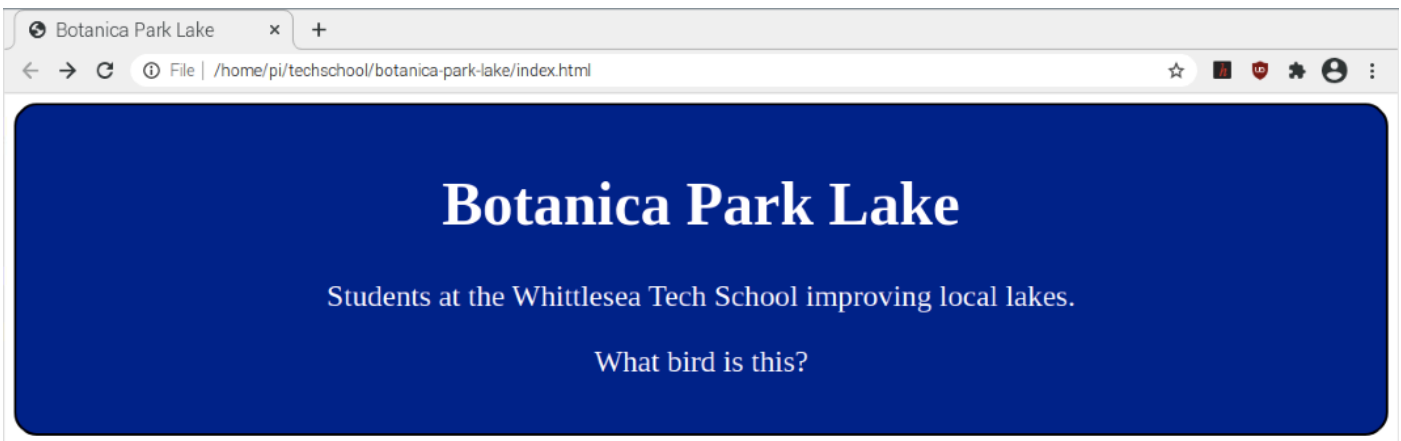 Botanica Park Lake
File | /home/pi/techschool/botanica-park-lake/index.html
Botanica Park Lake
Students at the Whittlesea Tech School improving local lakes.
What bird is this?